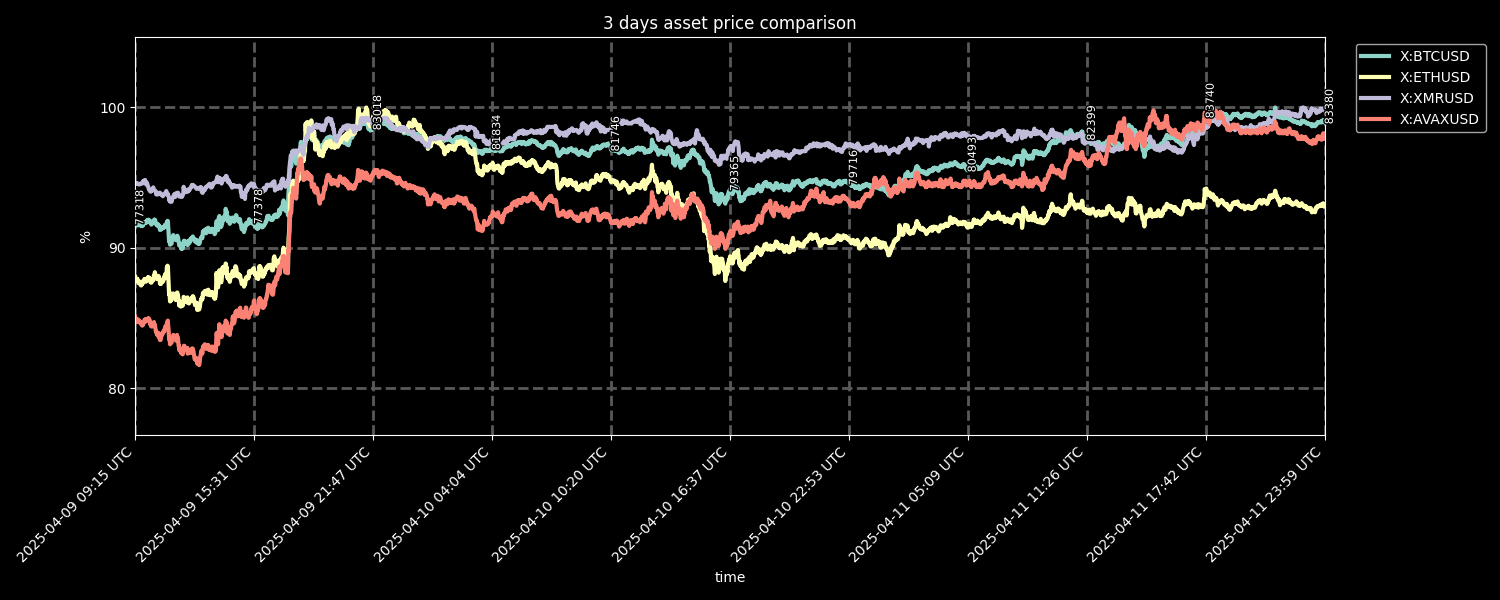 3 days asset price comparison
X:BTCUSD
X:ETHUSD
X:XMRUSD
X:AVAXUSD
100
90
80
%
77318
77378
83018
81834
81746
79365
79716
80493
82399
83740
83380
2025-04-09 09:15 UTC
2025-04-09 15:31 UTC
2025-04-09 21:47 UTC
2025-04-10 04:04 UTC
2025-04-10 10:20 UTC
2025-04-10 16:37 UTC
2025-04-10 22:53 UTC
2025-04-11 05:09 UTC
2025-04-11 11:26 UTC
2025-04-11 17:42 UTC
2025-04-11 23:59 UTC
time